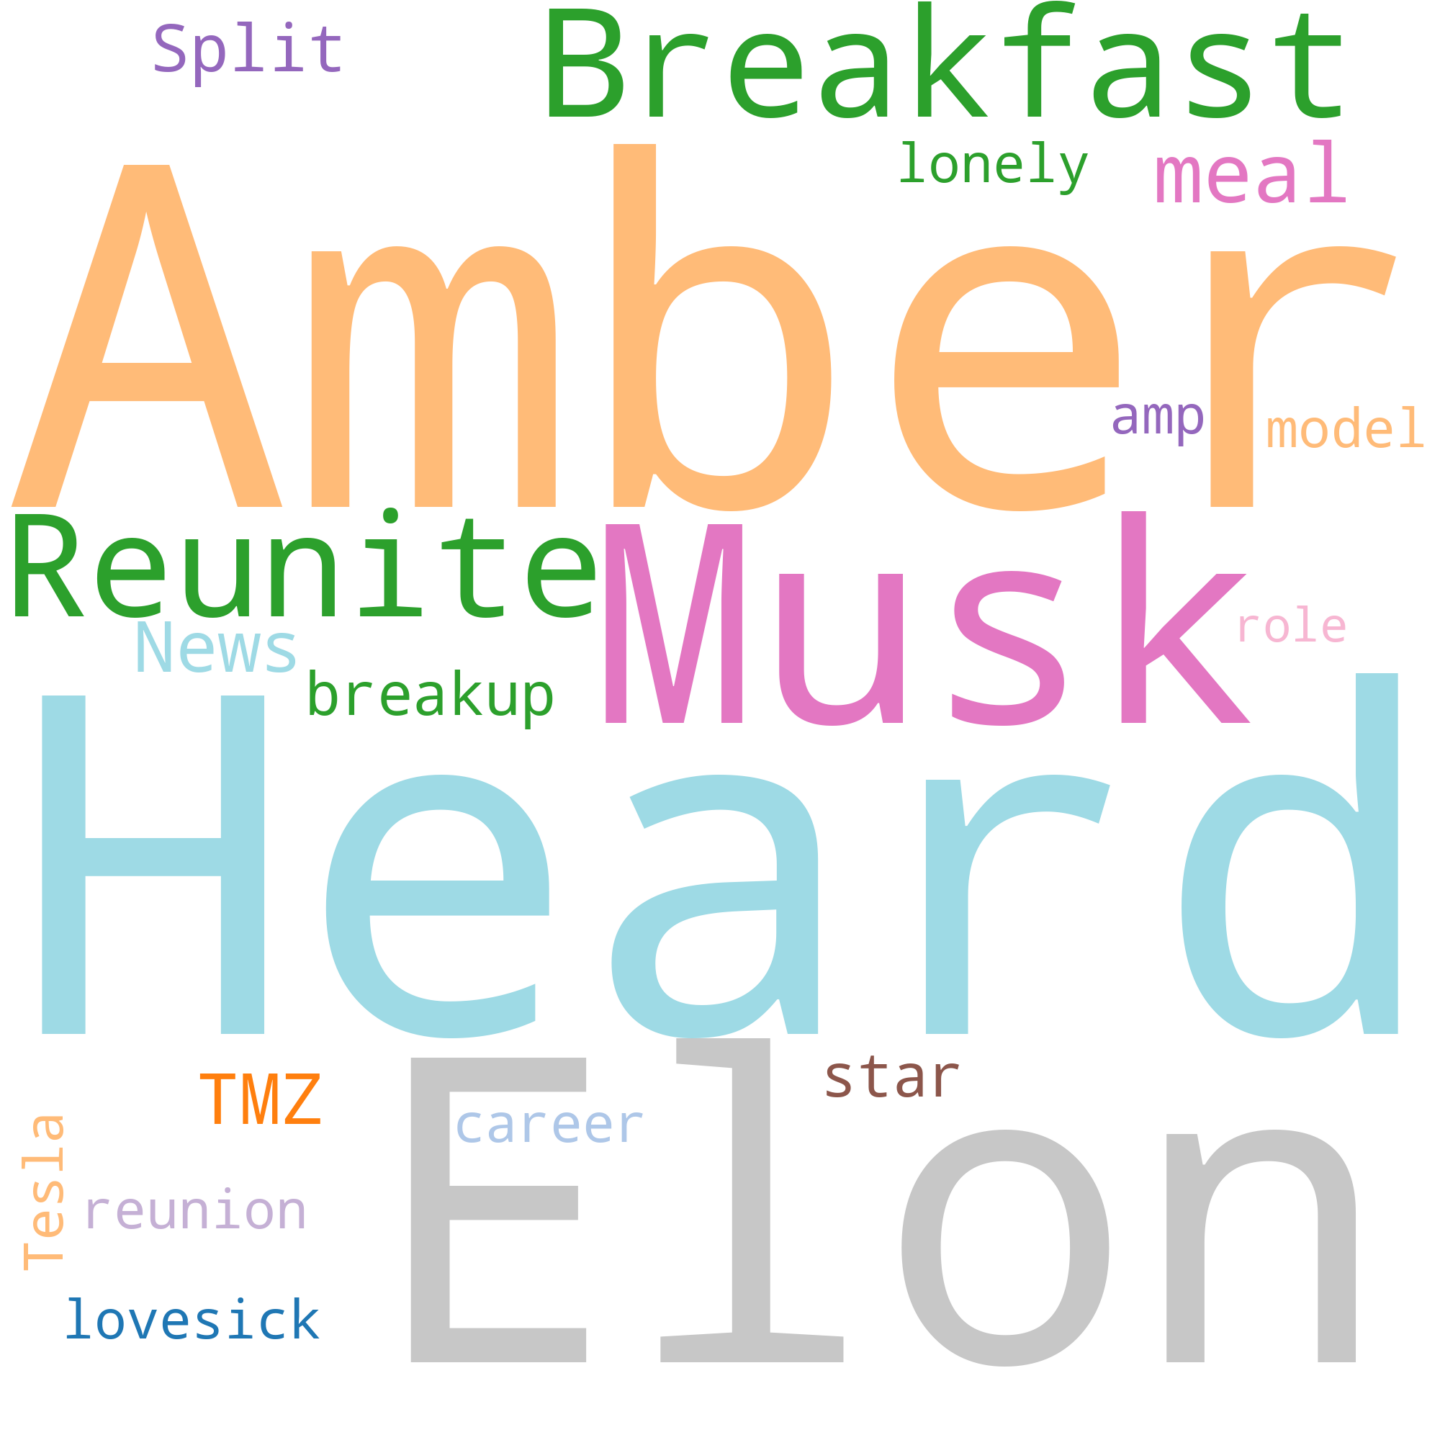 Split
Breakfast
lonely
meal
Amber
amp
model
Reunite
Musk
role
News
breakup
Heard
Elon
star
TMZ
career
Tesla
reunion
lovesick